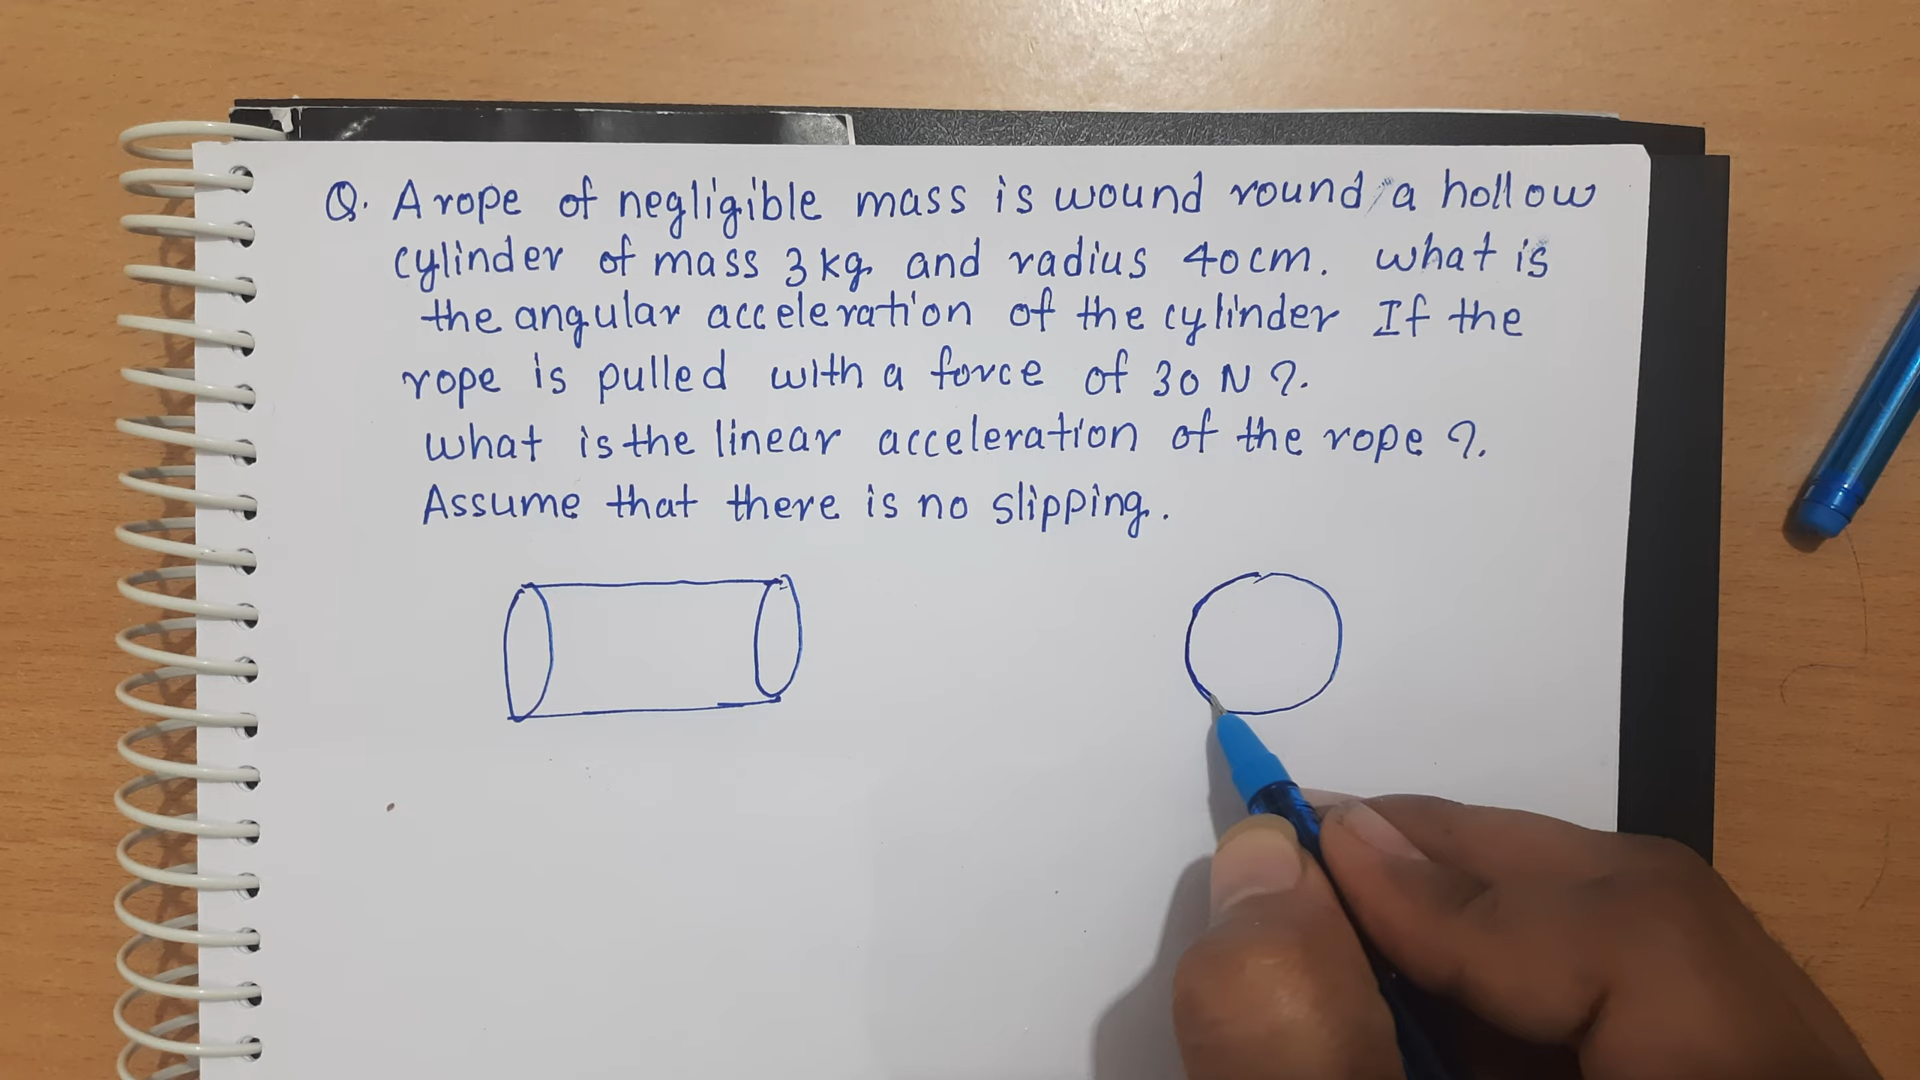 Q. A rope of negligible mass is wound round a hollow
cylinder of mass 3 kg and radius 40 cm. what is
the angular acceleration of the cylinder If the
rope is pulled with a force of 30 N ?.
what is the linear acceleration of the rope ?.
Assume that there is no slipping.